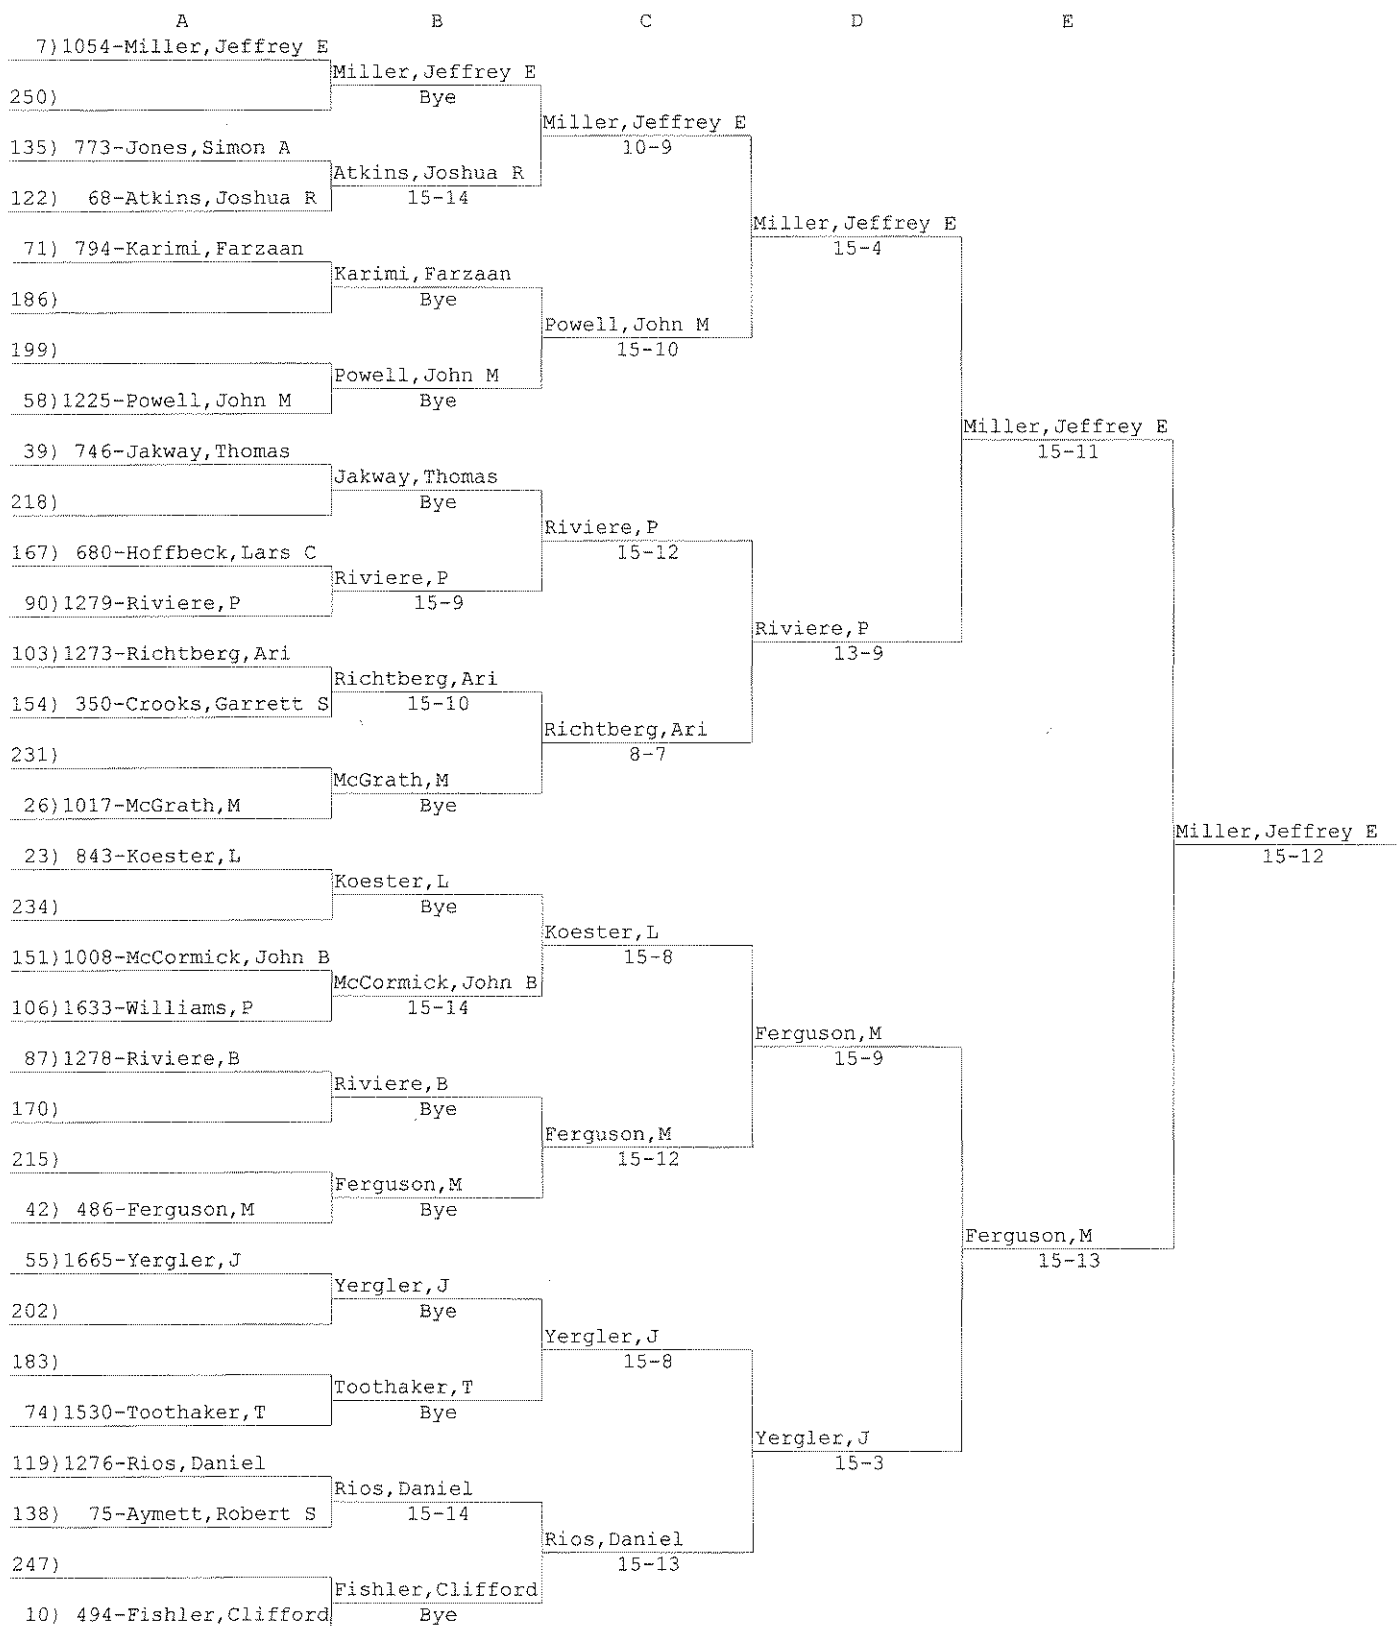 A B C D E
7)1054-Miller,Jeffrey E
Miller,Jeffrey E
250) Bye
Miller,Jeffrey E
135) 773-Jones,Simon A 10-9
Atkins,Joshua R
122) 68-Atkins,Joshua R 15-14
Miller,Jeffrey E
71) 794-Karimi,Farzaan 15-4
Karimi,Farzaan
186) Bye
Powell,John M
199) 15-10
Powell,John M
58)1225-Powell,John M Bye
Miller,Jeffrey E
39) 746-Jakway,Thomas 15-11
Jakway,Thomas
218) Bye
Riviere,P
167) 680-Hoffbeck,Lars C 15-12
Riviere,P
90)1279-Riviere,P 15-9
Riviere,P
103)1273-Richtberg,Ari 13-9
Richtberg,Ari
154) 350-Crooks,Garrett S 15-10
Richtberg,Ari
231) 8-7
McGrath,M
26)1017-McGrath,M Bye
Miller,Jeffrey E
23) 843-Koester,L 15-12
Koester,L
234) Bye
Koester,L
151)1008-McCormick,John B 15-8
McCormick,John B
106)1633-Williams,P 15-14
Ferguson,M
87)1278-Riviere,B 15-9
Riviere,B
170) Bye
Ferguson,M
215) 15-12
Ferguson,M
42) 486-Ferguson,M Bye
Ferguson,M
55)1665-Yergler,J 15-13
Yergler,J
202) Bye
Yergler,J
183) 15-8
Toothaker,T
74)1530-Toothaker,T Bye
Yergler,J
119)1276-Rios,Daniel 15-3
Rios,Daniel
138) 75-Aymett,Robert S 15-14
Rios,Daniel
247) 15-13
Fishler,Clifford
10) 494-Fishler,Clifford Bye